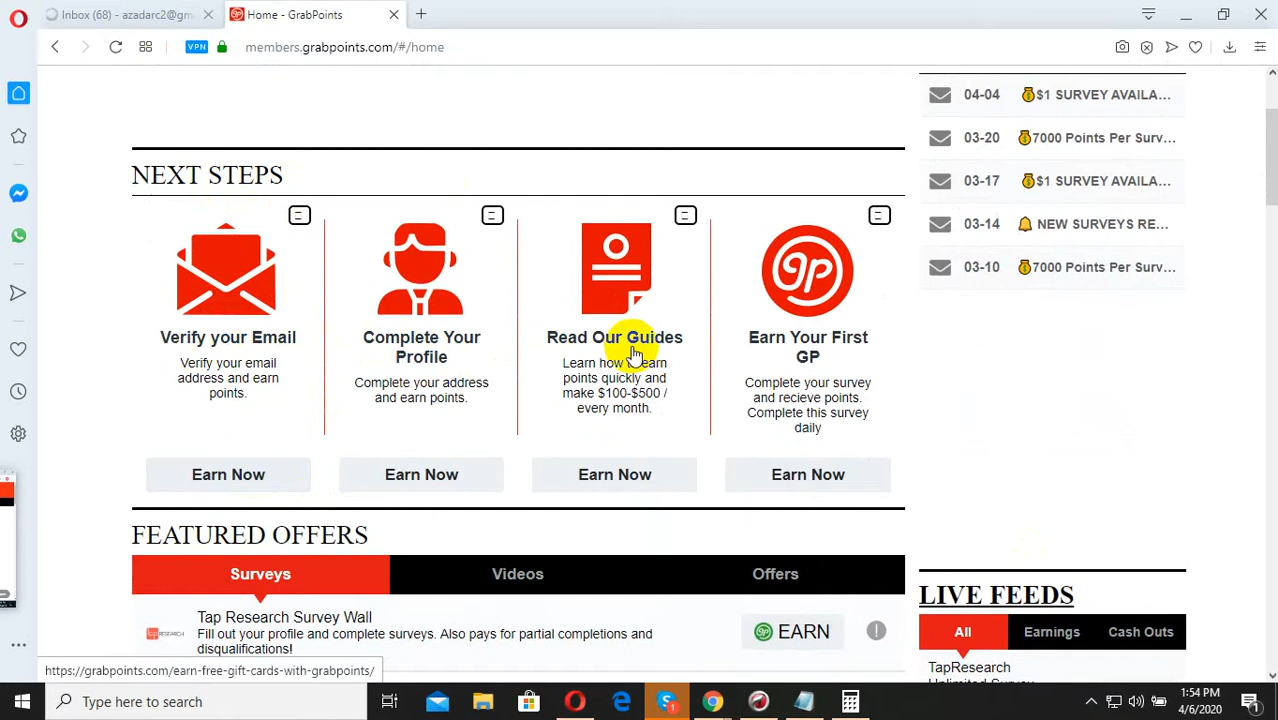 Inbox (68) - azadarc2@gm
Home - GrabPoints
VPN
members.grabpoints.com/#/home
04-04 $1 SURVEY AVAILA...
03-20 7000 Points Per Surv...
03-17 $1 SURVEY AVAILA...
03-14 NEW SURVEYS RE...
03-10 7000 Points Per Surv...
NEXT STEPS
gp
Verify your Email
Verify your email
address and earn
points.
Earn Now
Complete Your
Profile
Complete your address
and earn points.
Earn Now
Read Our Guides
Learn how earn
points quickly and
make $100-$500 /
every month.
Earn Now
Earn Your First
GP
Complete your survey
and recieve points.
Complete this survey
daily
Earn Now
FEATURED OFFERS
Surveys
Videos
Offers
Tap Research Survey Wall
Fill out your profile and complete surveys. Also pays for partial completions and
disqualifications!
EARN
LIVE FEEDS
All
Earnings
Cash Outs
TapResearch
https://grabpoints.com/earn-free-gift-cards-with-grabpoints/
Type here to search
1:54 PM
4/6/2020